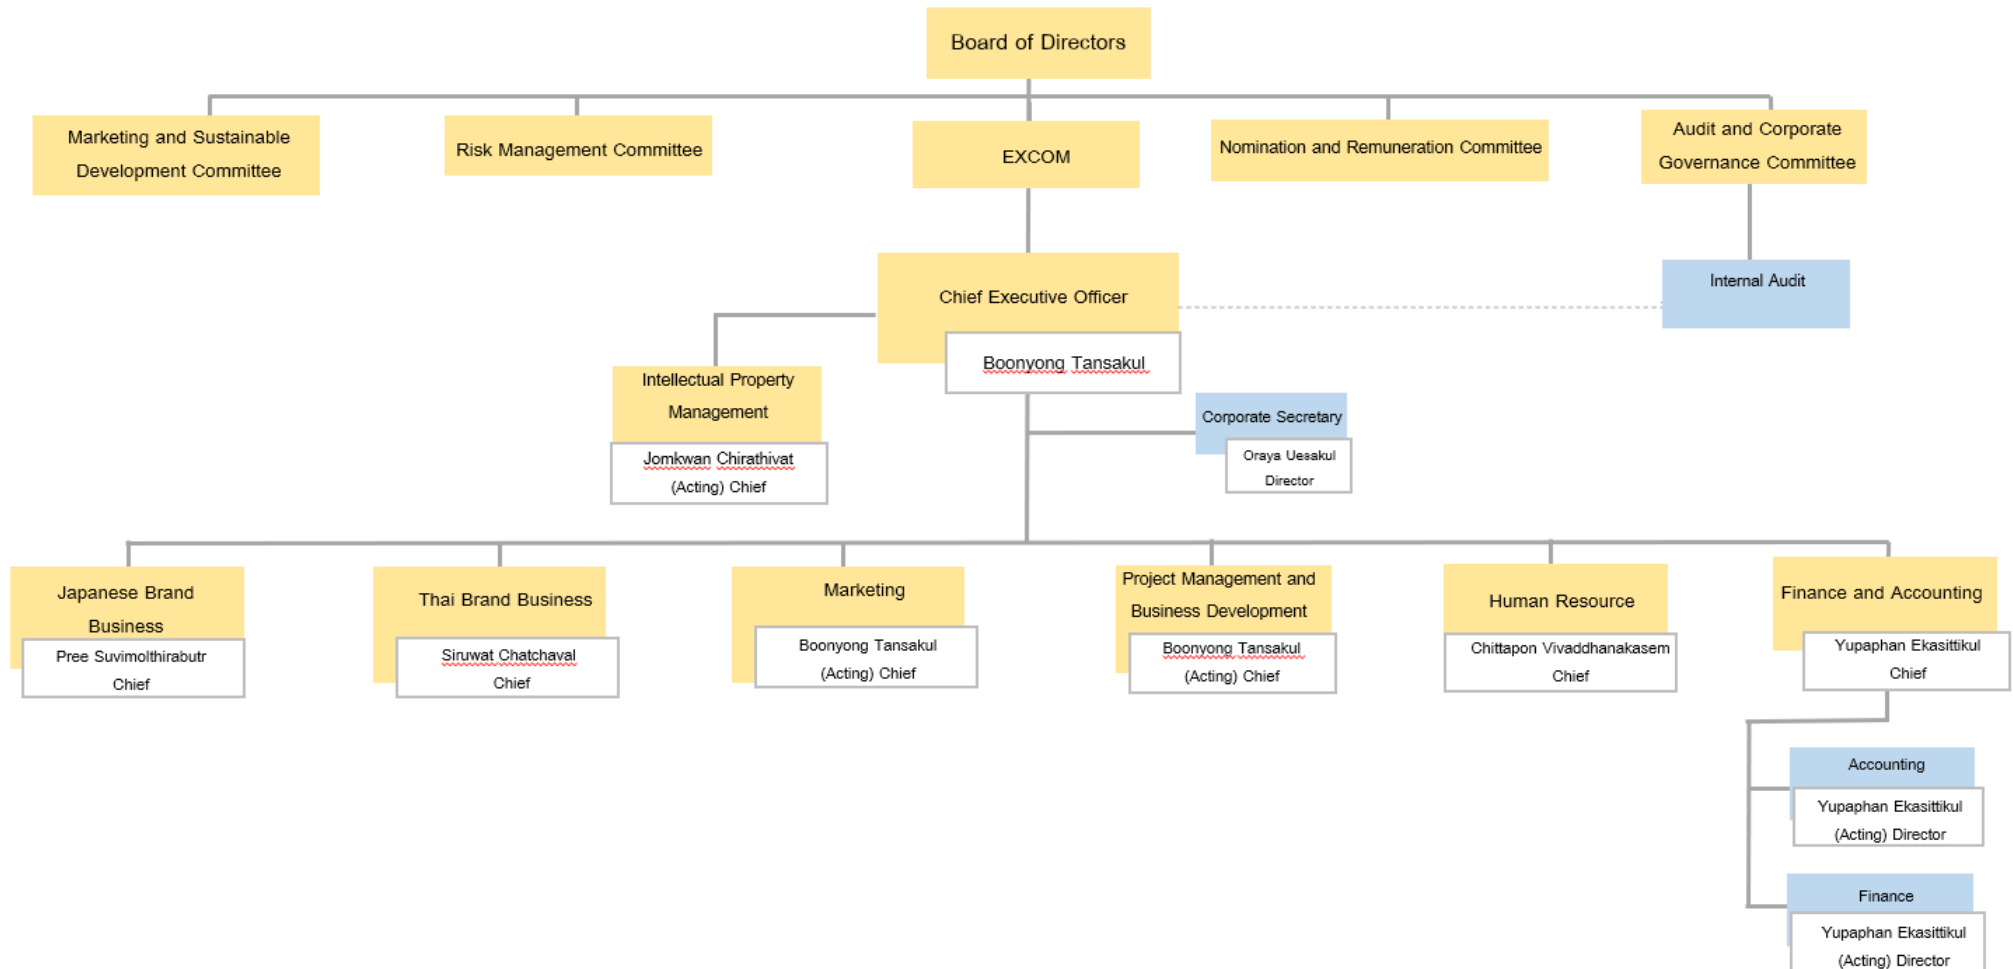 Board of Directors
Marketing and Sustainable
Development Committee
Risk Management Committee
EXCOM
Nomination and Remuneration Committee
Audit and Corporate
Governance Committee
Chief Executive Officer
Boonyong Tansakul
Internal Audit
Intellectual Property
Management
Jomkwan Chirathivat
(Acting) Chief
Corporate Secretary
Oraya Uesakul
Director
Japanese Brand
Business
Pree Suvimolthirabutr
Chief
Thai Brand Business
Siruwat Chatchaval
Chief
Marketing
Boonyong Tansakul
(Acting) Chief
Project Management and
Business Development
Boonyong Tansakul
(Acting) Chief
Human Resource
Chittapon Vivaddhanakasem
Chief
Finance and Accounting
Yupaphan Ekasittikul
Chief
Accounting
Yupaphan Ekasittikul
(Acting) Director
Finance
Yupaphan Ekasittikul
(Acting) Director